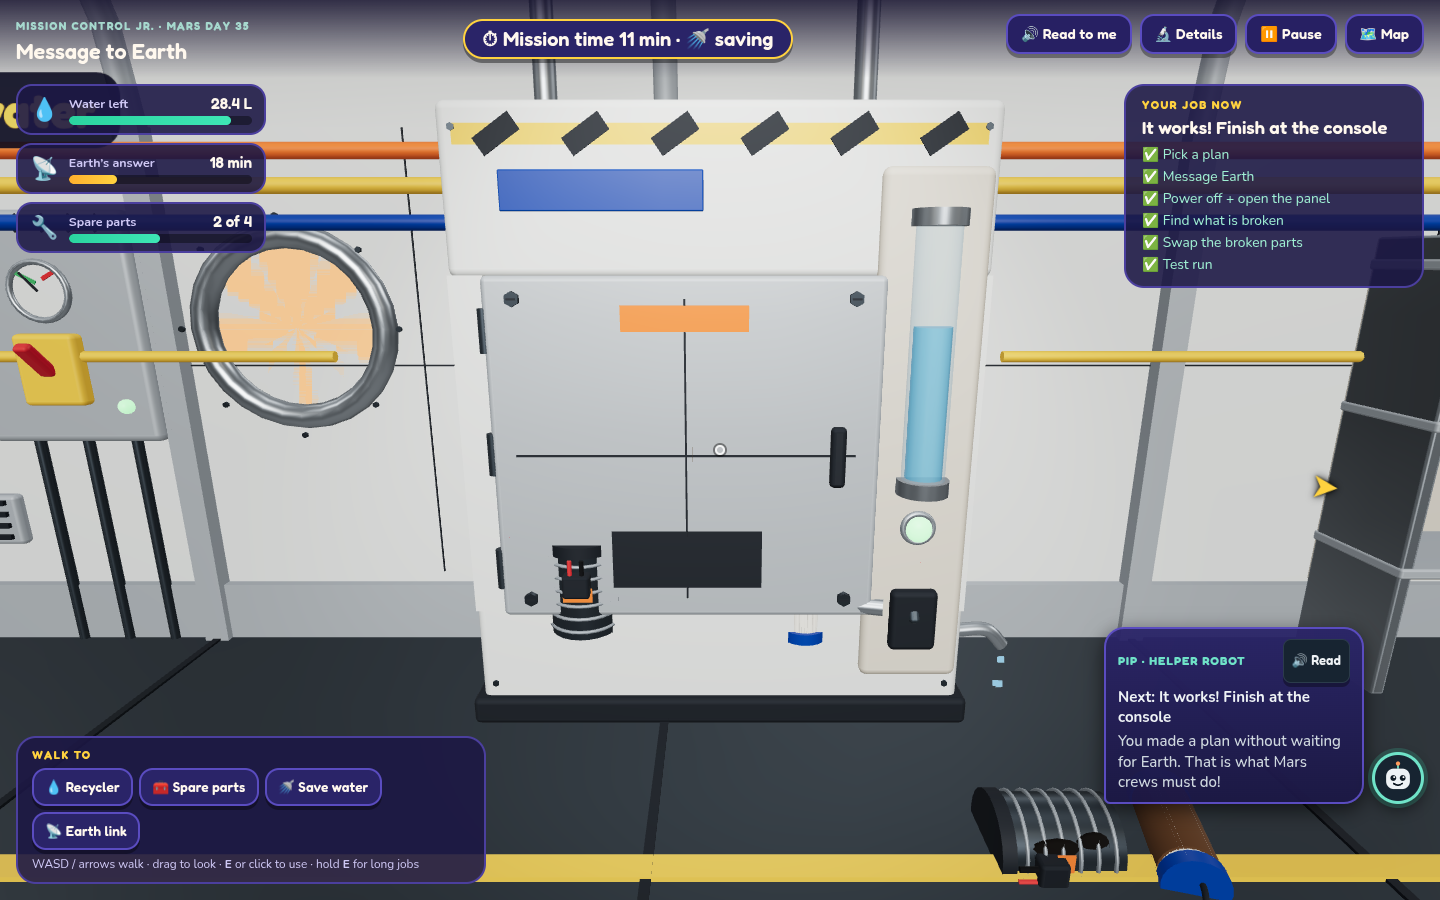 MISSION CONTROL JR. · MARS DAY 35
Message to Earth
⏱ Mission time 11 min · 🚿 saving
🔊 Read to me
🔬 Details
⏸️ Pause
🗺️ Map
💧 Water left 28.4 L
📡 Earth's answer 18 min
🔧 Spare parts 2 of 4
YOUR JOB NOW
It works! Finish at the console
✅ Pick a plan
✅ Message Earth
✅ Power off + open the panel
✅ Find what is broken
✅ Swap the broken parts
✅ Test run
PIP · HELPER ROBOT
🔊 Read
Next: It works! Finish at the
console
You made a plan without waiting
for Earth. That is what Mars
crews must do!
WALK TO
💧 Recycler
🧰 Spare parts
🚿 Save water
📡 Earth link
WASD / arrows walk · drag to look · E or click to use · hold E for long jobs